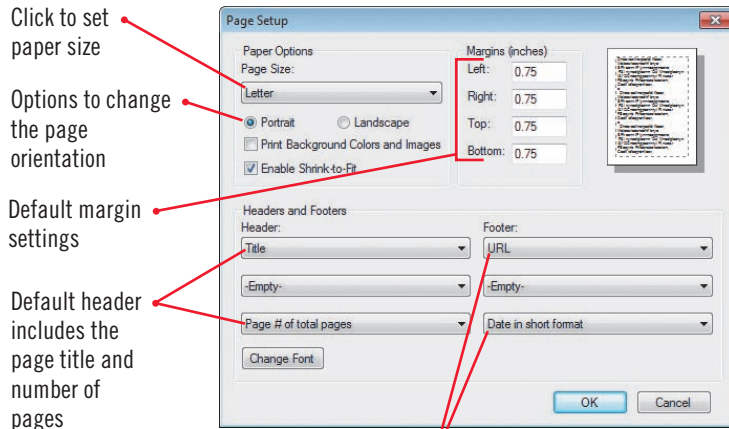 Click to set
paper size
Options to change
the page
orientation
Default margin
settings
Default header
includes the
page title and
number of
pages
Page Setup
Paper Options
Page Size:
Letter
Portrait
Landscape
Print Background Colors and Images
Enable Shrink-to-Fit
Margins (inches)
Left: 0.75
Right: 0.75
Top: 0.75
Bottom: 0.75
Headers and Footers
Header:
Footer:
Title
URL
-Empty-
-Empty-
Page # of total pages
Date in short format
Change Font
OK
Cancel